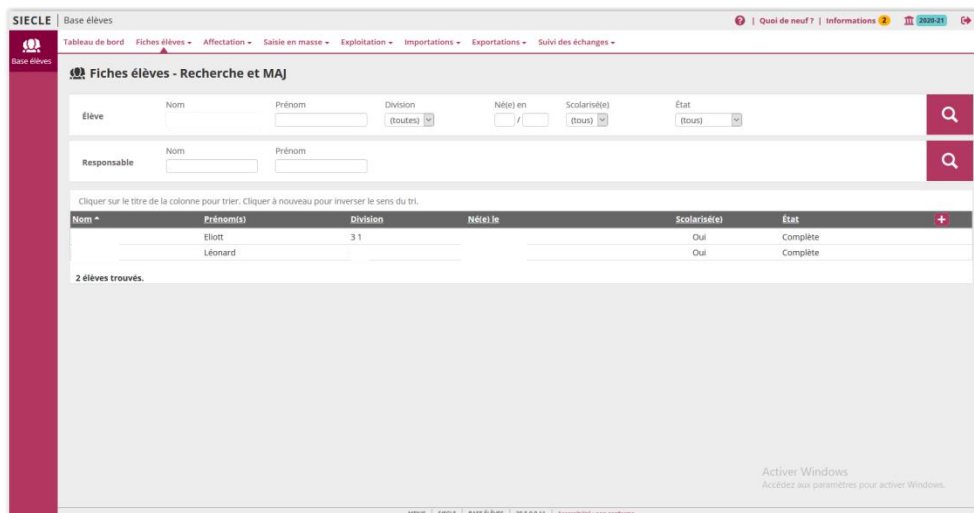 SIECLE | Base élèves
| Quoi de neuf ? | Informations 2 2020-21
Base élèves
Tableau de bord Fiches élèves Affectation Saisie en masse Exploitation Importations Exportations Suivi des échanges
Fiches élèves - Recherche et MAJ
Nom Prénom Division Né(e) en Scolarisé(e) État
Élève (toutes) / (tous) (tous)
Nom Prénom
Responsable
Cliquer sur le titre de la colonne pour trier. Cliquer à nouveau pour inverser le sens du tri.
Nom Prénom(s) Division Né(e) le Scolarisé(e) État +
Eliott 3 1 Oui Complète
Léonard Oui Complète
2 élèves trouvés.
Activer Windows
Accédez aux paramètres pour activer Windows.